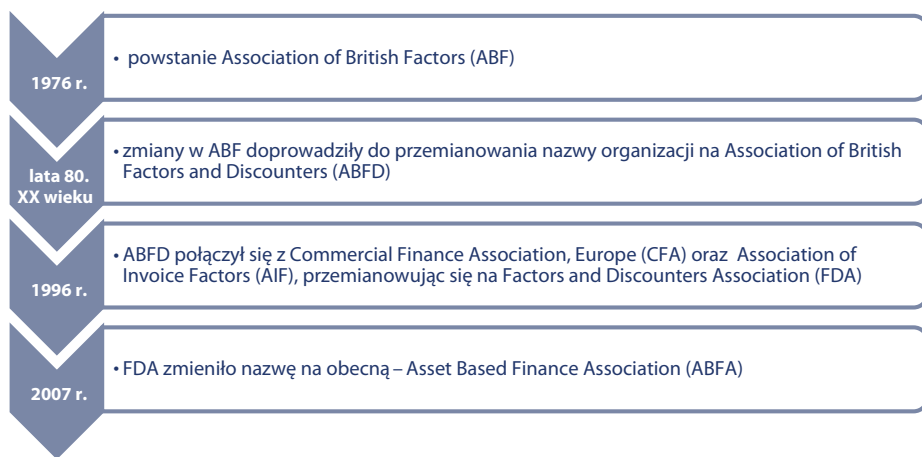 1976 r.
• powstanie Association of British Factors (ABF)
lata 80.
XX wieku
• zmiany w ABF doprowadziły do przemianowania nazwy organizacji na Association of British
Factors and Discounters (ABFD)
1996 r.
• ABFD połączył się z Commercial Finance Association, Europe (CFA) oraz Association of
Invoice Factors (AIF), przemianowując się na Factors and Discounters Association (FDA)
2007 r.
• FDA zmieniło nazwę na obecną – Asset Based Finance Association (ABFA)